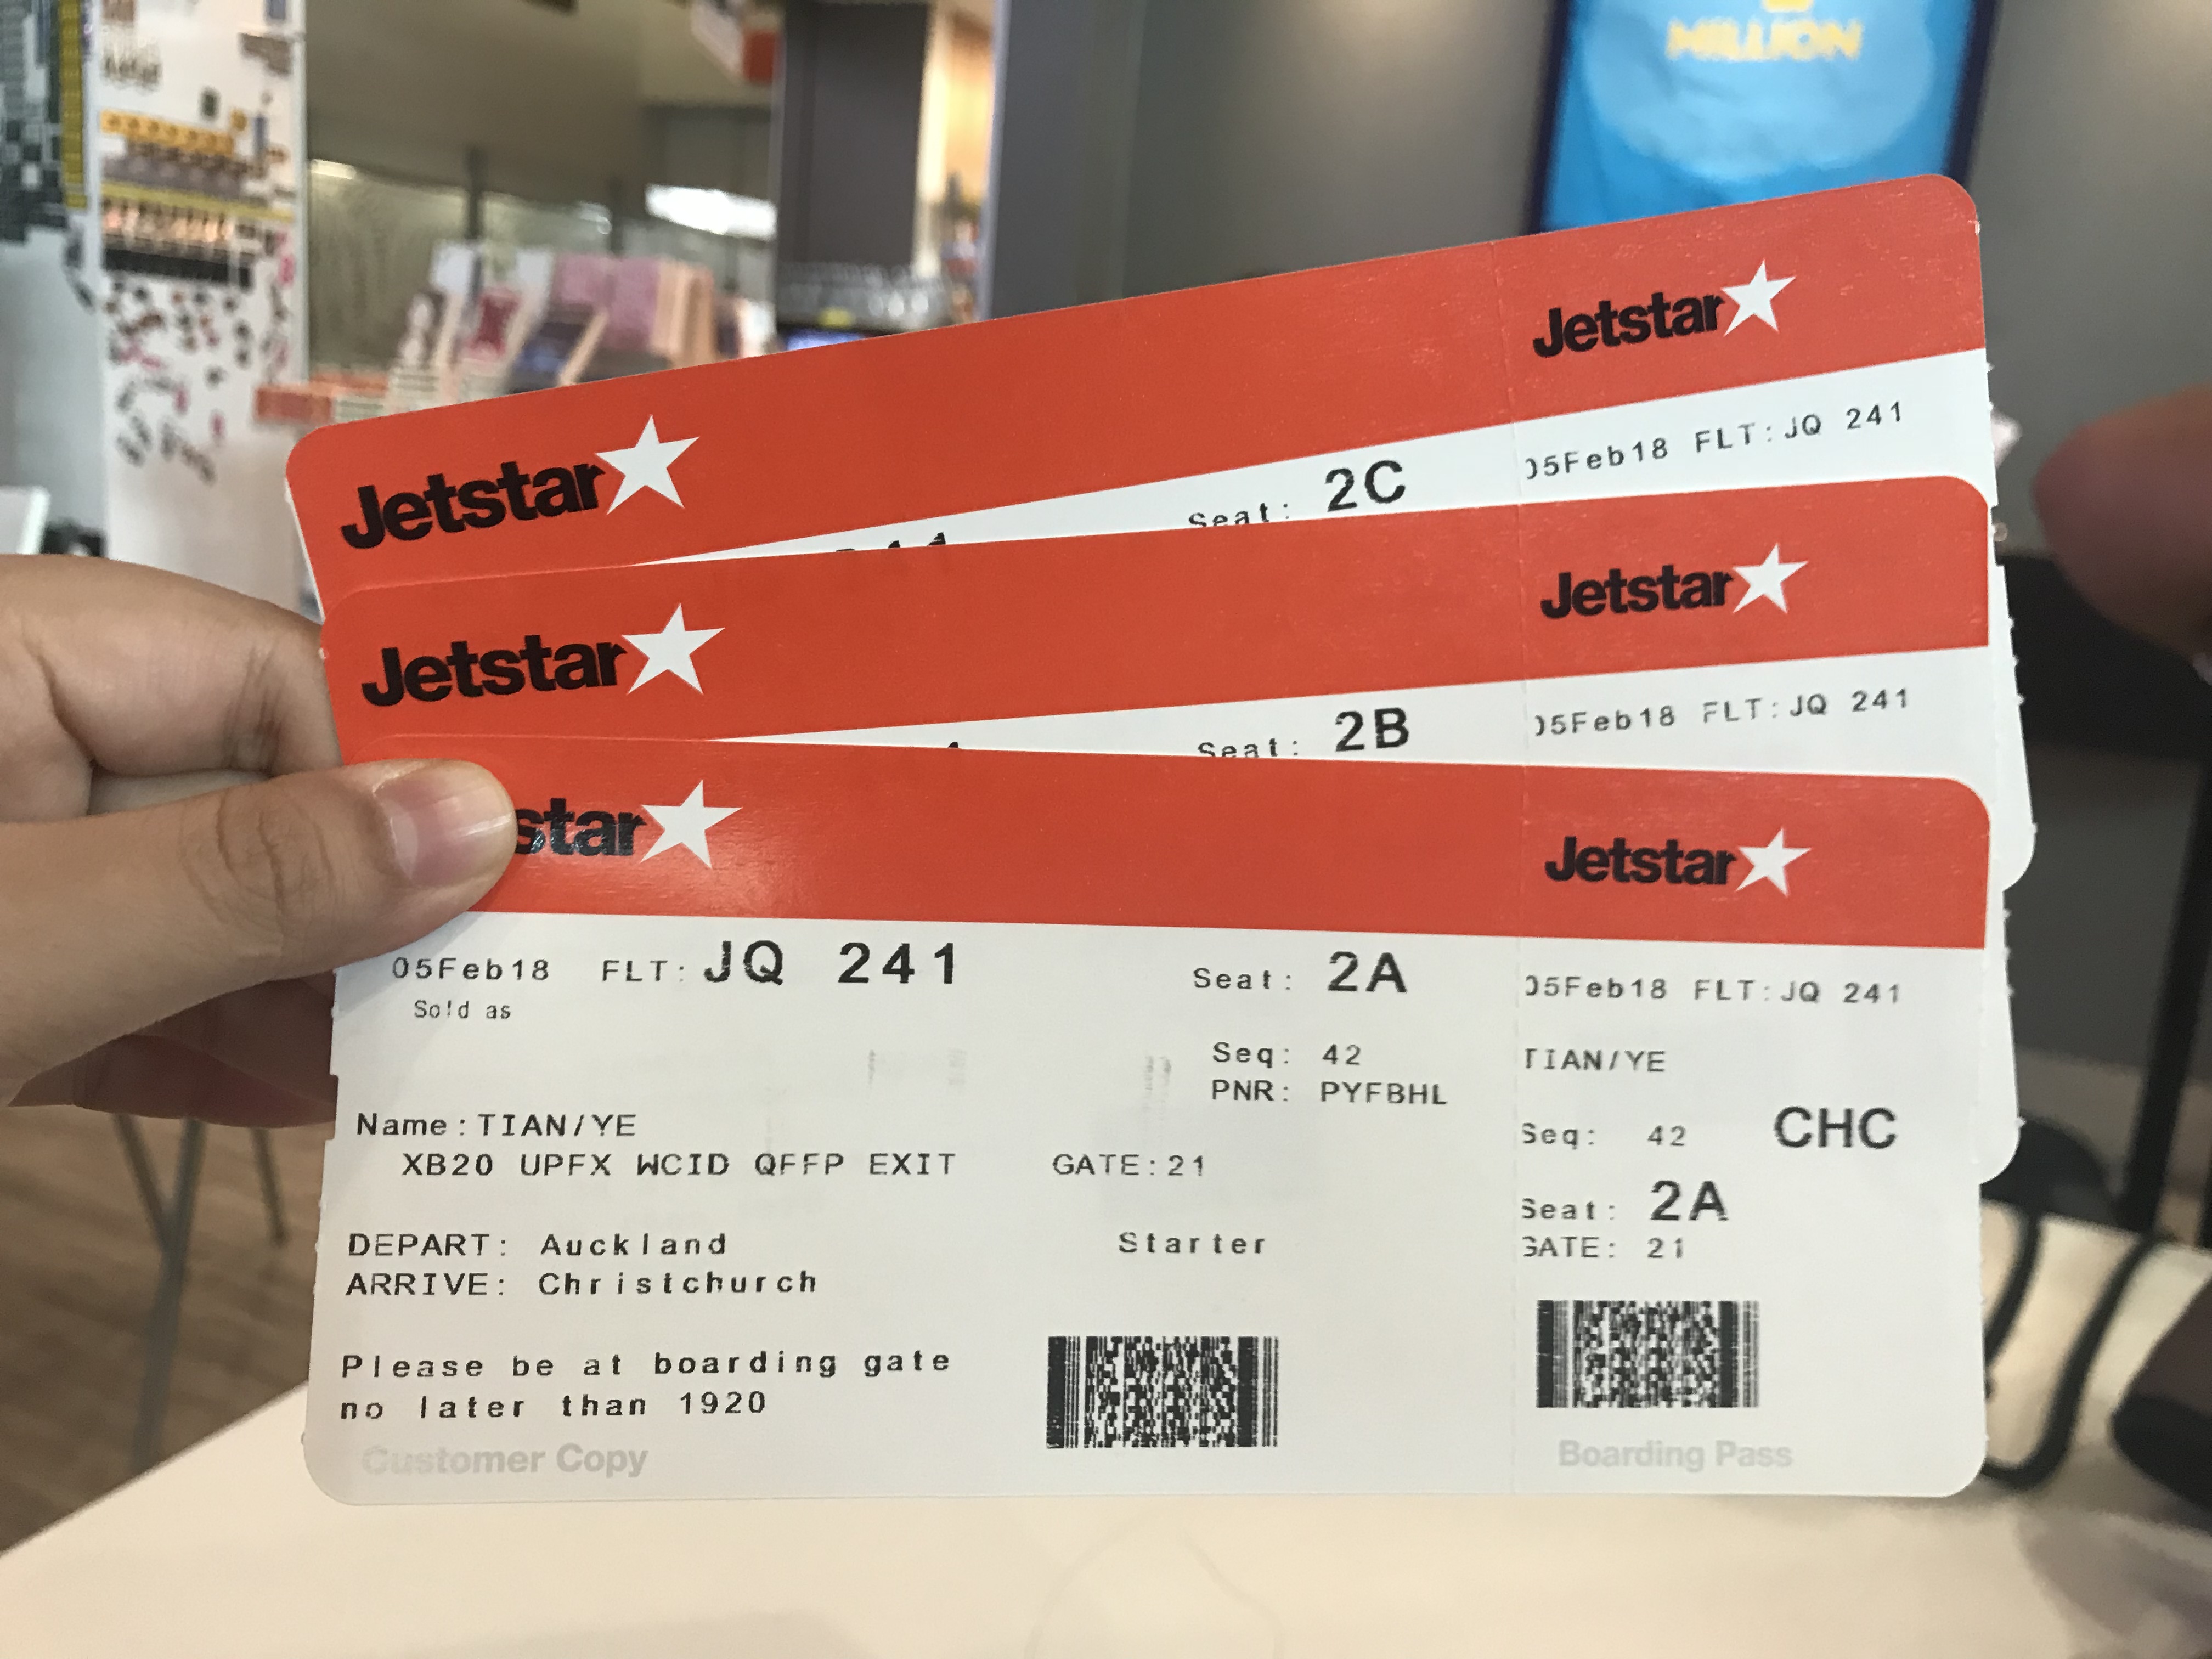 MILLION
Jetstar
Jetstar
Seat: 2C
05Feb18 FLT:JQ 241
Jetstar
Jetstar
Seat: 2B
05Feb18 FLT:JQ 241
star
Jetstar
05Feb18 FLT: JQ 241
Sold as
Seat: 2A
Seq: 42
PNR: PYFBHL
Name:TIAN/YE
XB20 UPFX WCID QFFP EXIT
GATE:21
DEPART: Auckland
Starter
ARRIVE: Christchurch
Please be at boarding gate
no later than 1920
Customer Copy
05Feb18 FLT:JQ 241
TIAN/YE
Seq: 42 CHC
Seat: 2A
GATE: 21
Boarding Pass